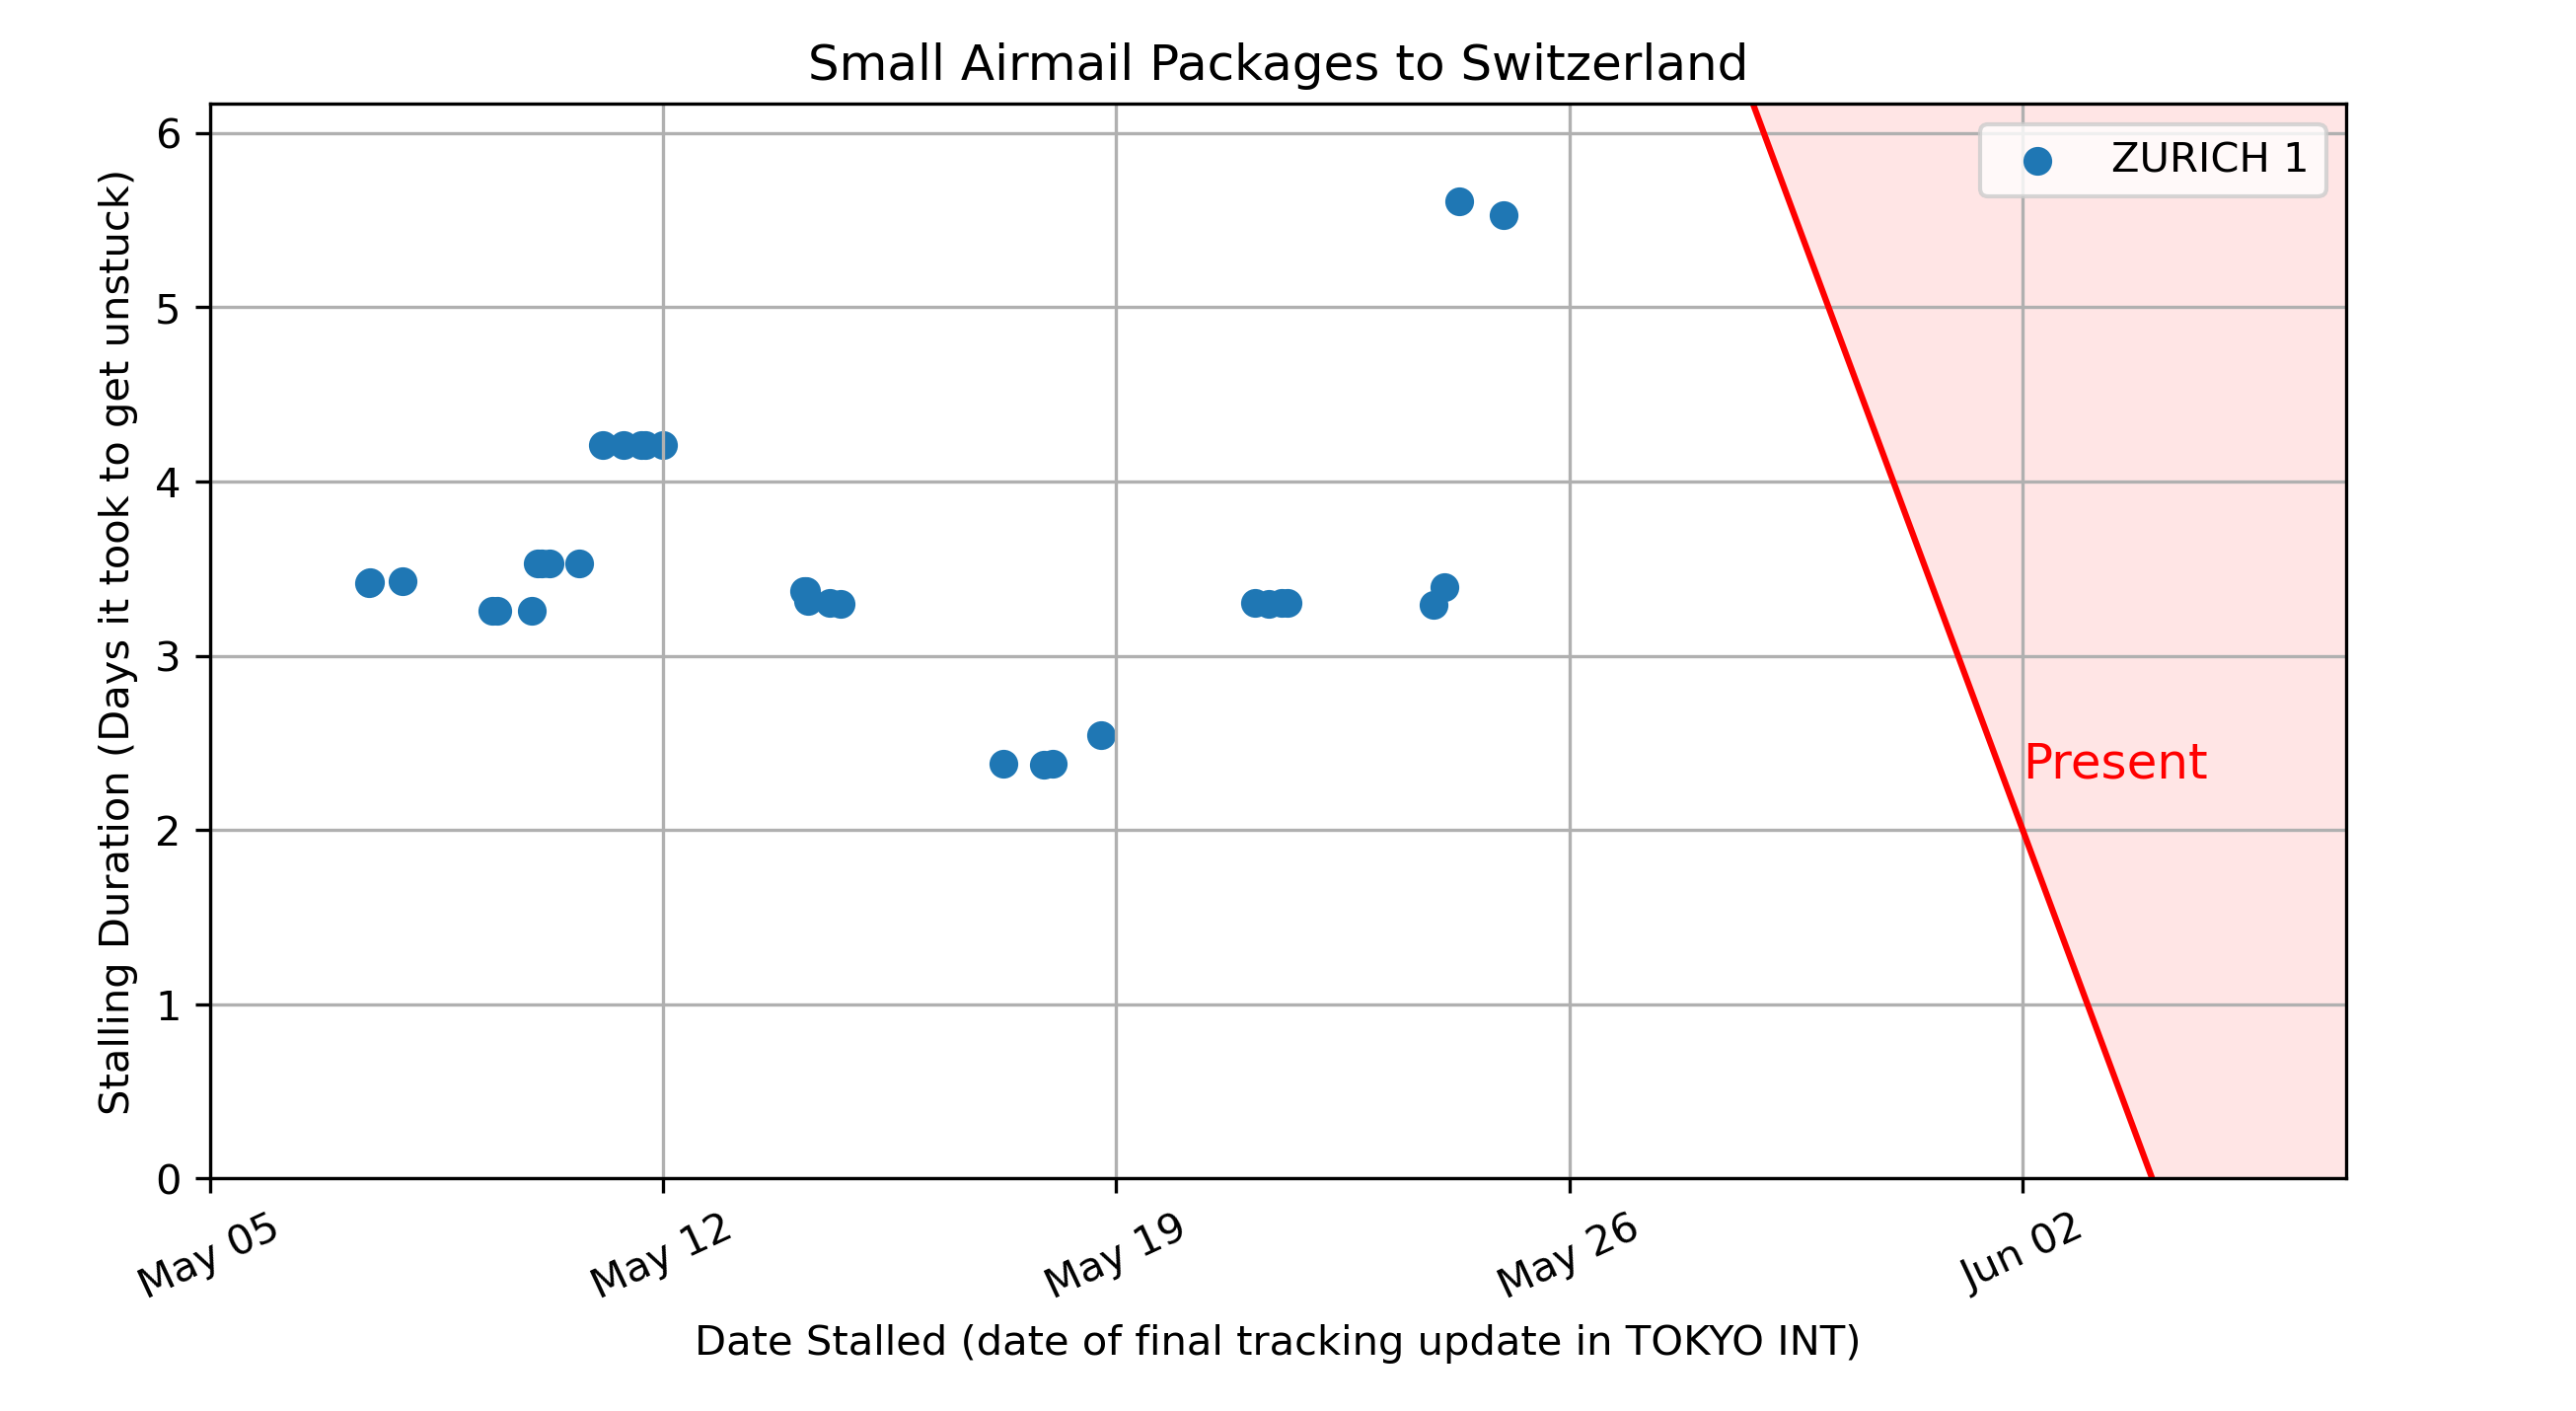 Small Airmail Packages to Switzerland
Stalling Duration (Days it took to get unstuck)
6
5
4
3
2
1
0
ZURICH 1
Present
May 05
May 12
May 19
May 26
Jun 02
Date Stalled (date of final tracking update in TOKYO INT)